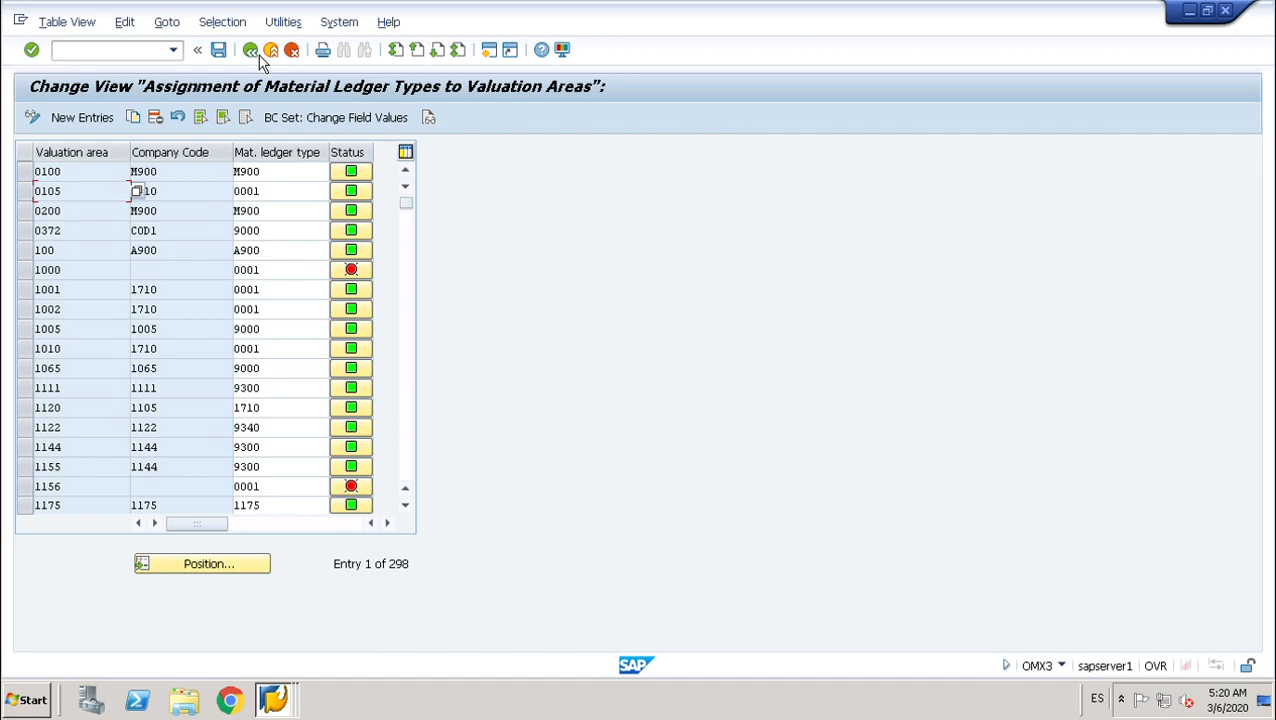 Table View Edit Goto Selection Utilities System Help
Change View "Assignment of Material Ledger Types to Valuation Areas":
New Entries BC Set: Change Field Values
Valuation area Company Code Mat. ledger type Status
0100 M900 M900
0105 10 0001
0200 M900 M900
0372 COD1 9000
100 A900 A900
1000 0001
1001 1710 0001
1002 1710 0001
1005 1005 9000
1010 1710 0001
1065 1065 9000
1111 1111 9300
1120 1105 1710
1122 1122 9340
1144 1144 9300
1155 1144 9300
1156 0001
1175 1175 1175
Position... Entry 1 of 298
SAP OMX3 sapserver1 OVR
Start ES 5:20 AM
3/6/2020